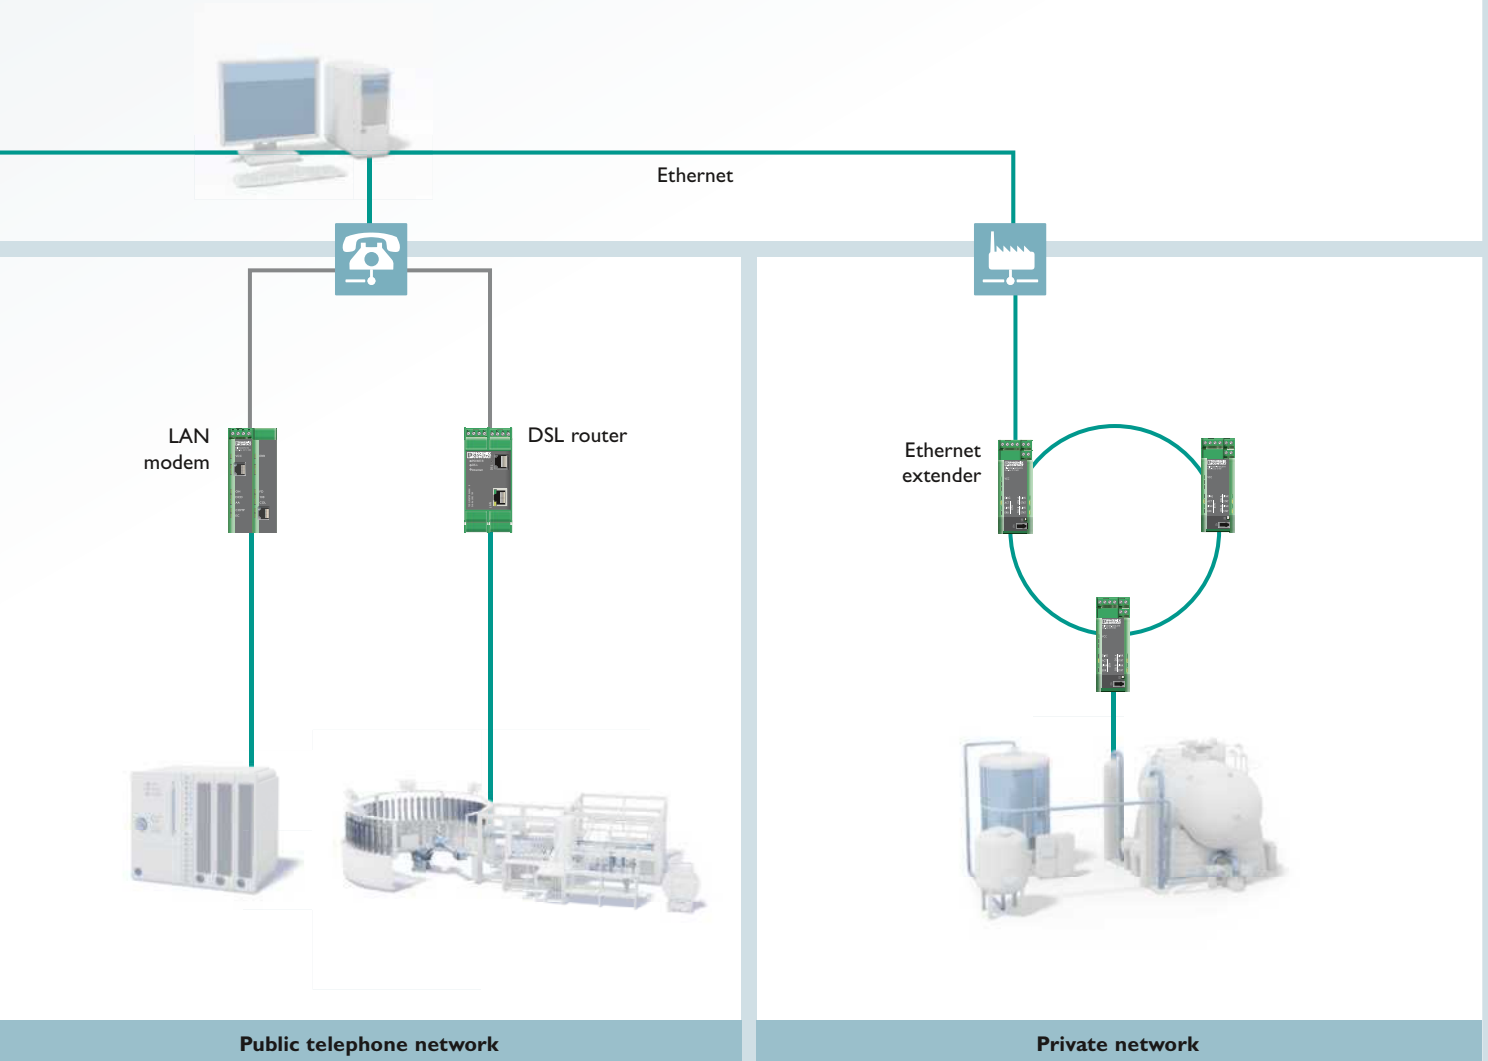 Ethernet
LAN
modem
DSL router
Ethernet
extender
Public telephone network
Private network